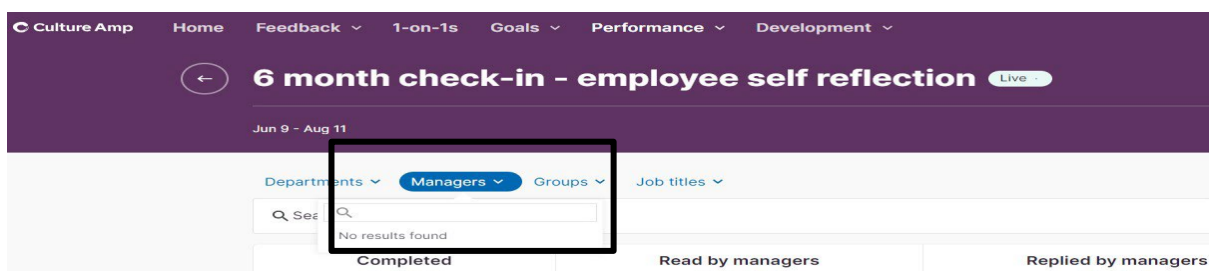 Culture Amp Home Feedback 1-on-1s Goals Performance Development
6 month check-in - employee self reflection Live
Jun 9 - Aug 11
Departments Managers Groups Job titles
Sea
No results found
Completed Read by managers Replied by managers